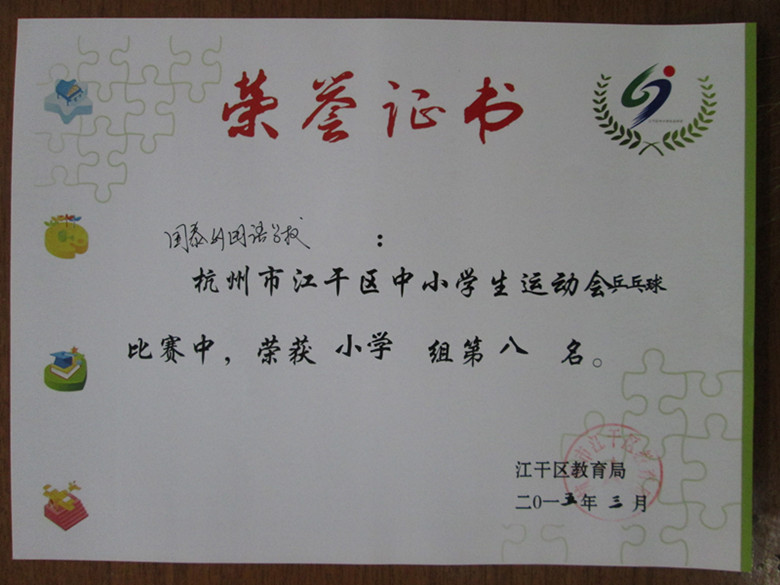 荣誉证书
国泰外国语学校：
杭州市江干区中小学生运动会乒乓球
比赛中，荣获 小学 组第 八 名。
江干区教育局
二〇一五年 三 月